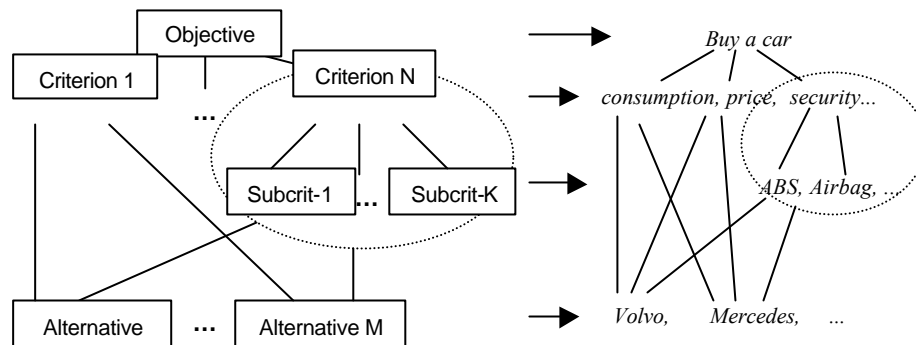 Objective
Criterion 1
Criterion N
...
Subcrit-1
...
Subcrit-K
Alternative
...
Alternative M
Buy a car
consumption, price, security...
ABS, Airbag, ...
Volvo, Mercedes, ...